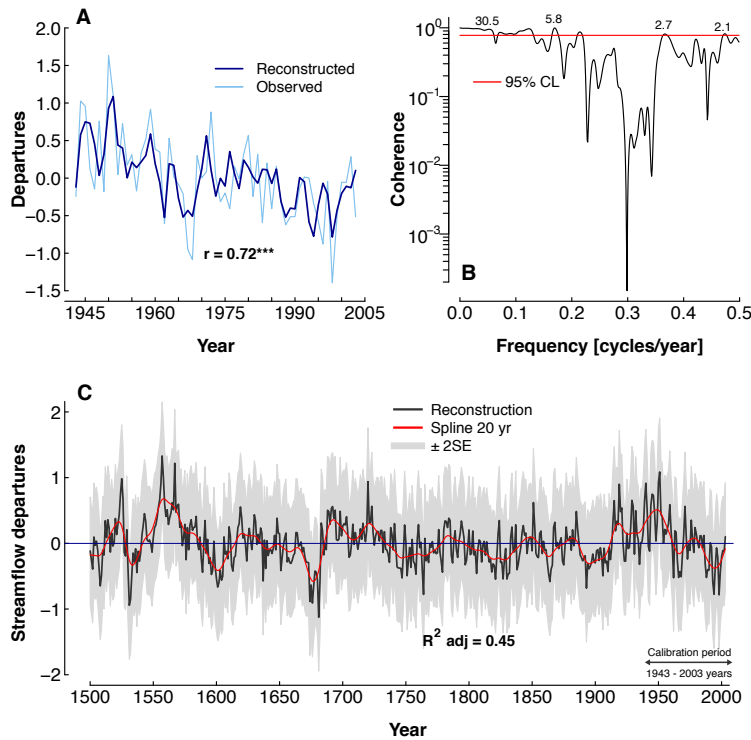 A
2.0
1.5
1.0
0.5
0.0
−0.5
−1.0
−1.5
Departures
Reconstructed
Observed
r = 0.72***
1945
1960
1975
1990
2005
Year
30.5
5.8
2.7
2.1
10^0
10^-1
10^-2
10^-3
Coherence
95% CL
B
0.0
0.1
0.2
0.3
0.4
0.5
Frequency [cycles/year]
C
2
1
0
−1
−2
Streamflow departures
Reconstruction
Spline 20 yr
± 2SE
R² adj = 0.45
Calibration period
1943 - 2003 years
1500
1550
1600
1650
1700
1750
1800
1850
1900
1950
2000
Year